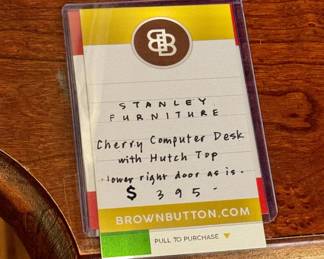 BB
STANLEY
FURNITURE
Cherry Computer Desk
with Hutch Top
-lower right door as is-
$ 395-
BROWNBUTTON.COM
PULL TO PURCHASE